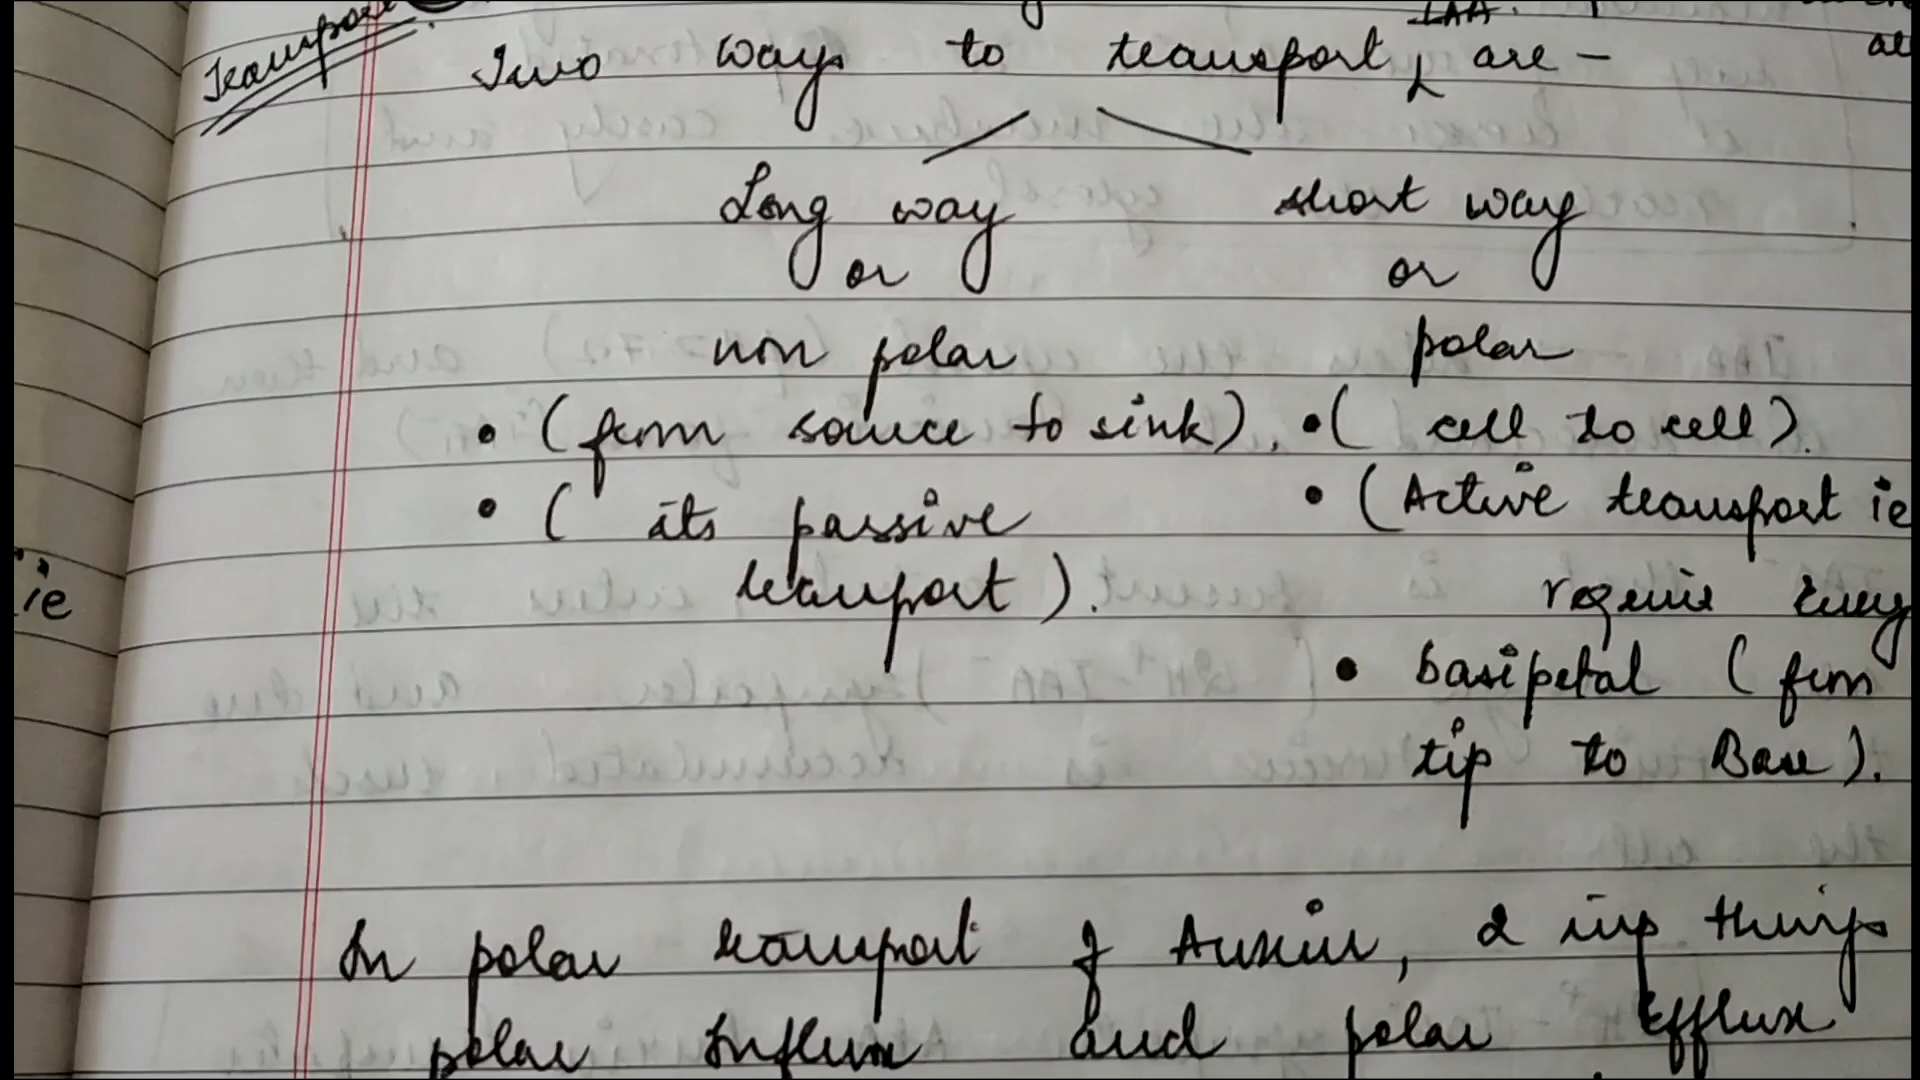 Transport
IAA
Two ways to transport, are -
Long way short way
or or
non polar polar
• (from source to sink). • ( cell to cell).
• ( its passive • (Active transport ie
transport). require Energy
ie
• basipetal ( from
tip to Base).
In polar transport of Auxin, 2 imp things
polar Influx and polar Efflux